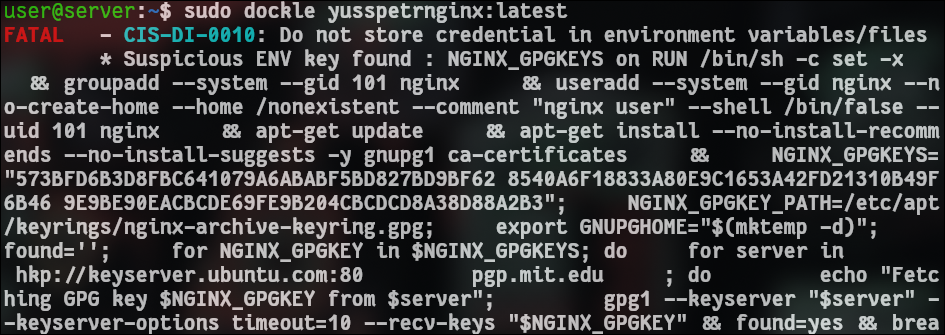 user@server:~$ sudo dockle yusspetrnginx:latest
FATAL - CIS-DI-0010: Do not store credential in environment variables/files
* Suspicious ENV key found : NGINX_GPGKEYS on RUN /bin/sh -c set -x
&& groupadd --system --gid 101 nginx && useradd --system --gid nginx --n
o-create-home --home /nonexistent --comment "nginx user" --shell /bin/false --
uid 101 nginx && apt-get update && apt-get install --no-install-recomm
ends --no-install-suggests -y gnupg1 ca-certificates && NGINX_GPGKEYS=
"573BFD6B3D8FBC641079A6ABABF5BD827BD9BF62 8540A6F18833A80E9C1653A42FD21310B49F
6B46 9E9BE90EACBCDE69FE9B204CBCDCD8A38D88A2B3"; NGINX_GPGKEY_PATH=/etc/apt
/keyrings/nginx-archive-keyring.gpg; export GNUPGHOME="$(mktemp -d)";
found=''; for NGINX_GPGKEY in $NGINX_GPGKEYS; do for server in
hkp://keyserver.ubuntu.com:80 pgp.mit.edu ; do echo "Fetc
hing GPG key $NGINX_GPGKEY from $server"; gpg1 --keyserver "$server" -
-keyserver-options timeout=10 --recv-keys "$NGINX_GPGKEY" && found=yes && brea